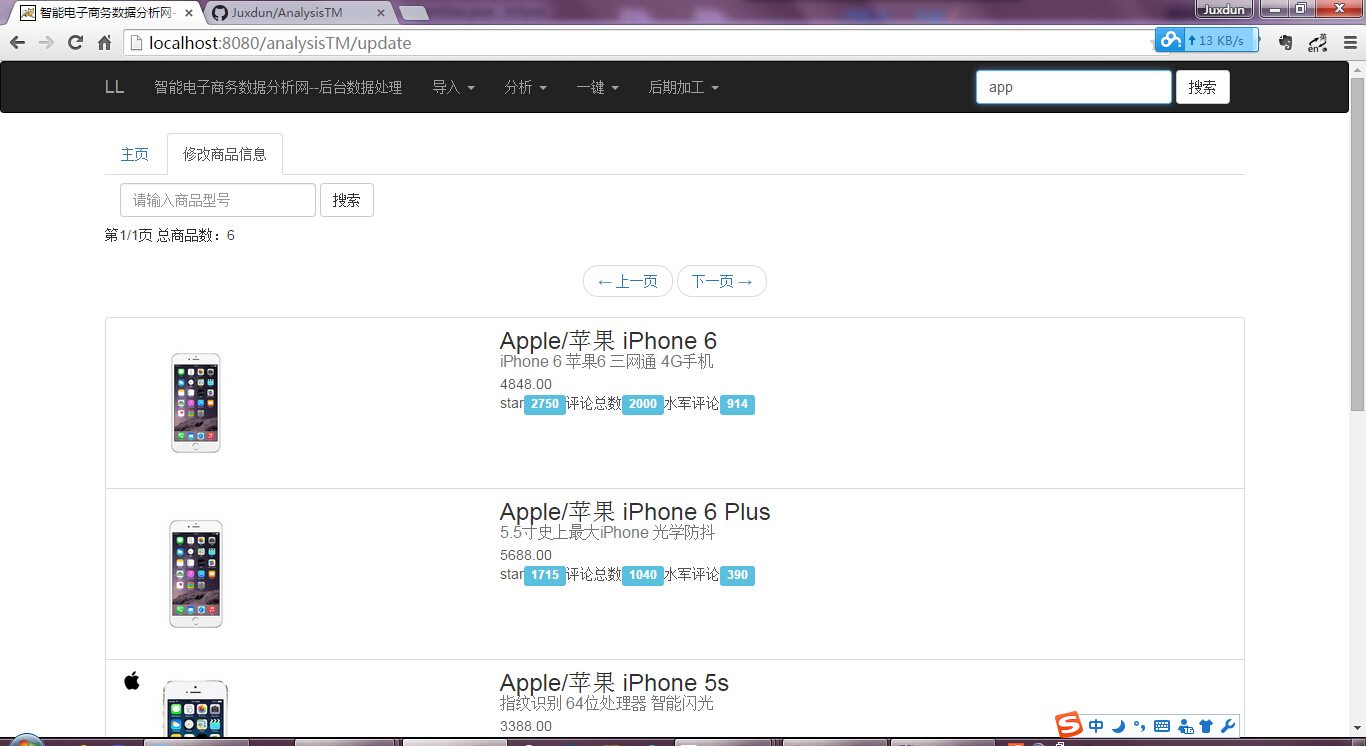 智能电子商务数据分析网-
Juxdun/AnalysisTM
Juxdun
localhost:8080/analysisTM/update
13 KB/s
en 英
LL 智能电子商务数据分析网--后台数据处理 导入 分析 一键 后期加工 app 搜索
主页 修改商品信息
请输入商品型号 搜索
第1/1页 总商品数：6
← 上一页 下一页 →
Apple/苹果 iPhone 6
iPhone 6 苹果6 三网通 4G手机
4848.00
star 2750 评论总数 2000 水军评论 914
Apple/苹果 iPhone 6 Plus
5.5寸史上最大iPhone 光学防抖
5688.00
star 1715 评论总数 1040 水军评论 390
Apple/苹果 iPhone 5s
指纹识别 64位处理器 智能闪光
3388.00
S 中